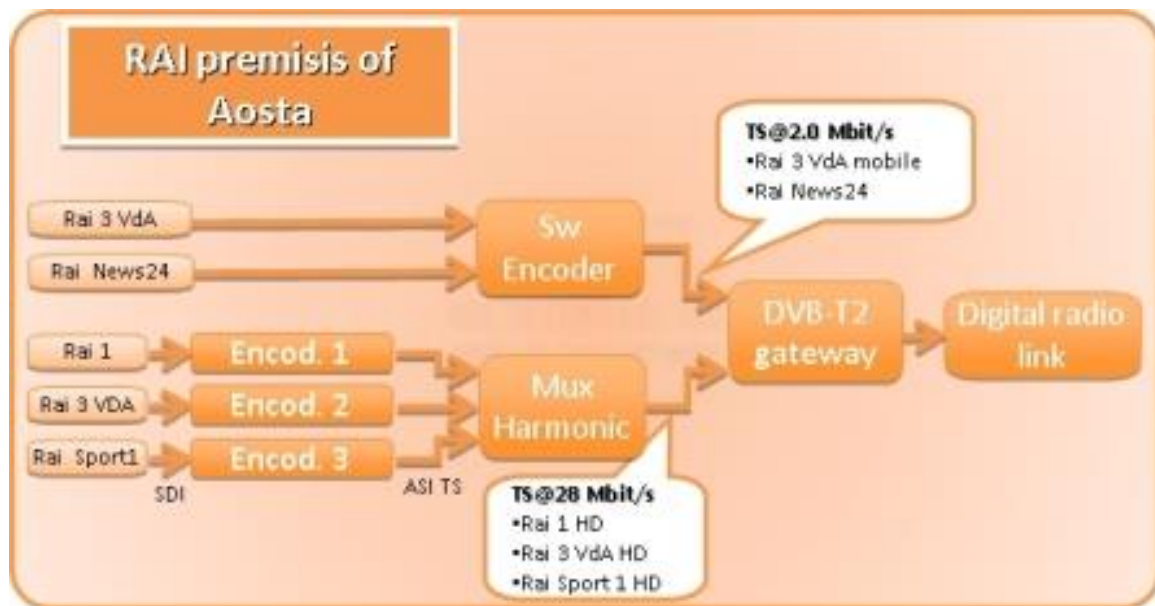 RAI premisis of
Aosta
TS@2.0 Mbit/s
•Rai 3 VdA mobile
•Rai News24
Rai 3 VdA
Rai News24
Sw
Encoder
DVB-T2
gateway
Digital radio
link
Rai 1
Encod. 1
Rai 3 VDA
Encod. 2
Rai Sport1
Encod. 3
Mux
Harmonic
SDI
ASI TS
TS@28 Mbit/s
•Rai 1 HD
•Rai 3 VdA HD
•Rai Sport 1 HD